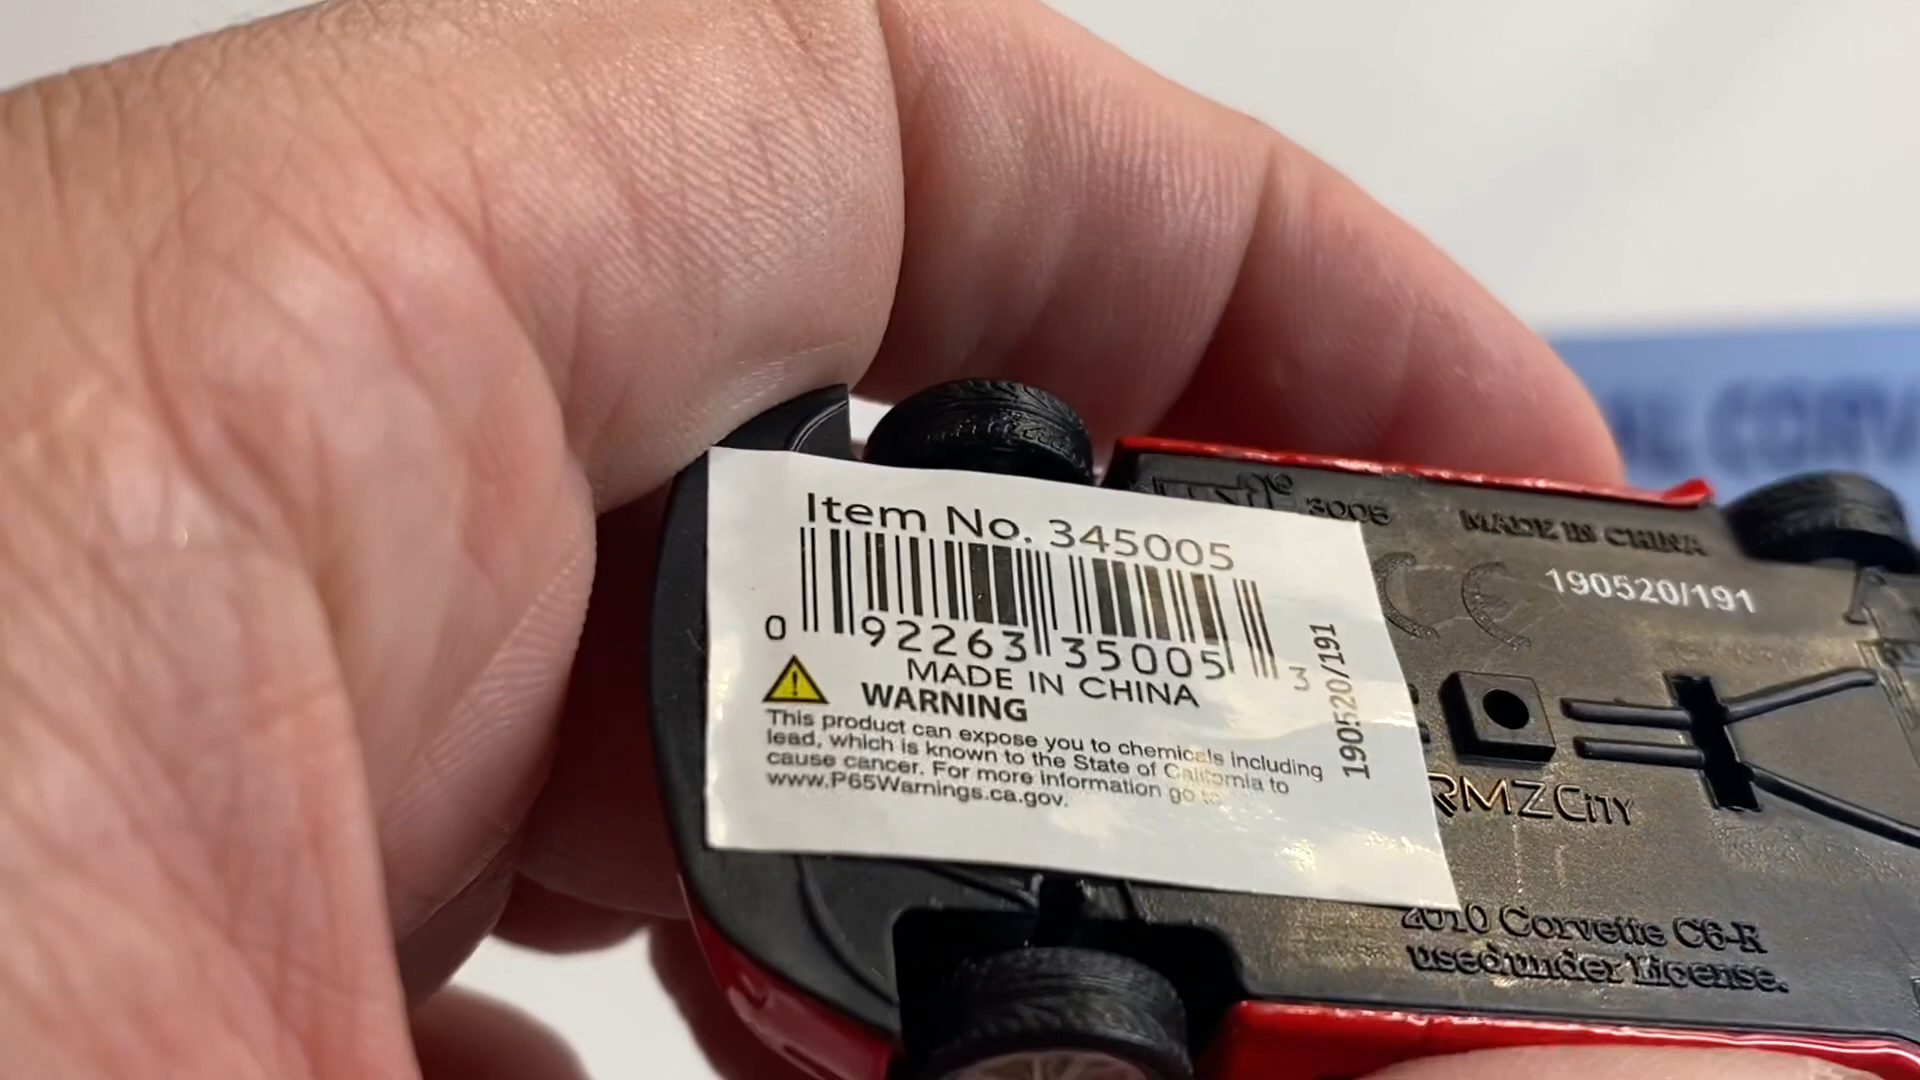 Item No. 345005
0 92263 35005 3
MADE IN CHINA
WARNING
This product can expose you to chemicals including
lead, which is known to the State of California to
cause cancer. For more information go to
www.P65Warnings.ca.gov.
190520/191
MADE IN CHINA
CE
190520/191
RMZ CiTY
2010 Corvette C6-R
used under License.